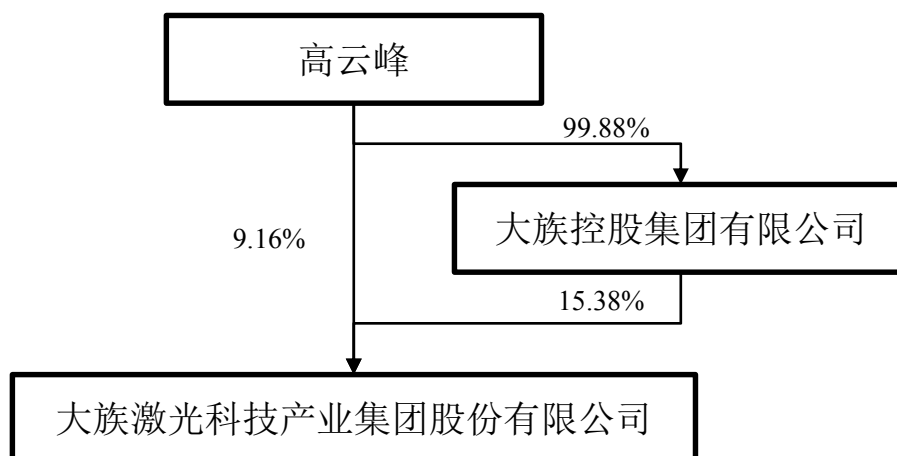 高云峰
99.88%
大族控股集团有限公司
9.16%
15.38%
大族激光科技产业集团股份有限公司